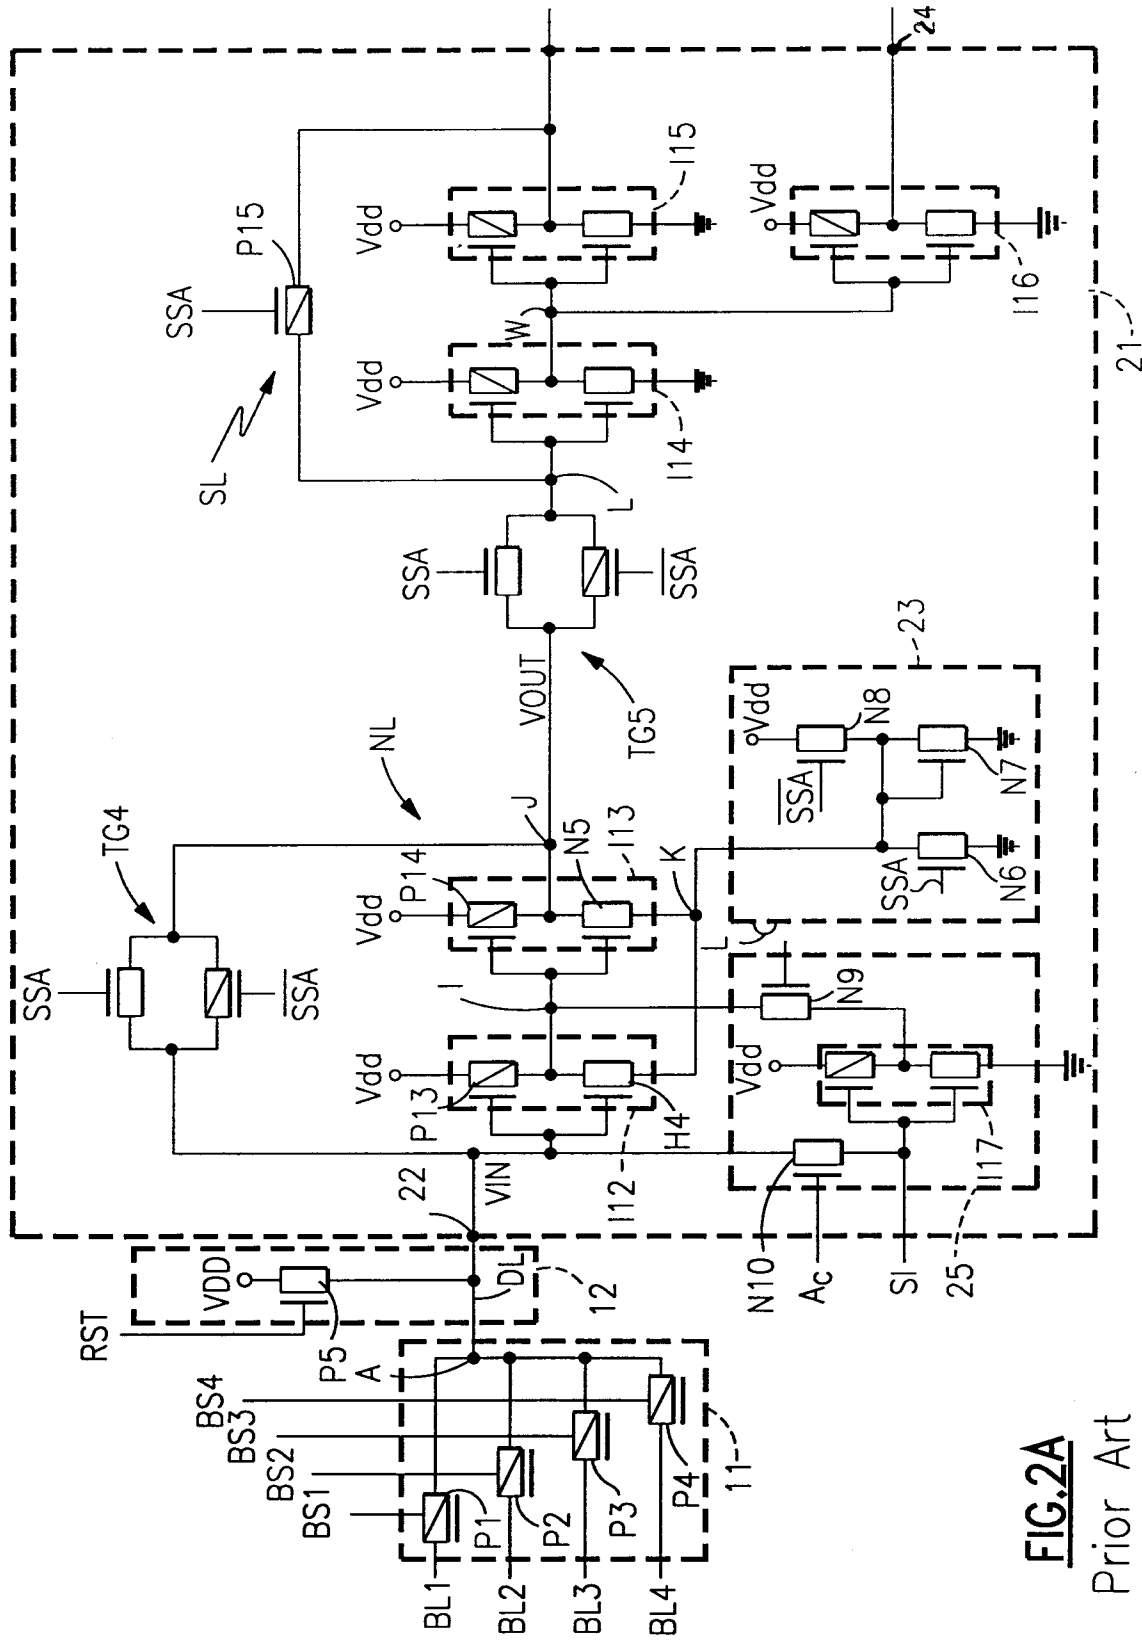 RST
VDD
P5
DL
12
22
A
BS4
BS3
BS2
BS1
BL1
BL2
BL3
BL4
P1
P2
P3
P4
11
SSA
TG4
SSA
VIN
Vdd
P13
H4
I12
I
Vdd
P14
N5
I13
J
K
NL
VOUT
SSA
SSA
TG5
SL
SSA
P15
L
Vdd
I14
W
Vdd
I15
Vdd
I16
24
21
N10
Ac
SI
25
I17
Vdd
N9
L
23
Vdd
N8
SSA
N7
SSA
N6
FIG.2A
Prior Art